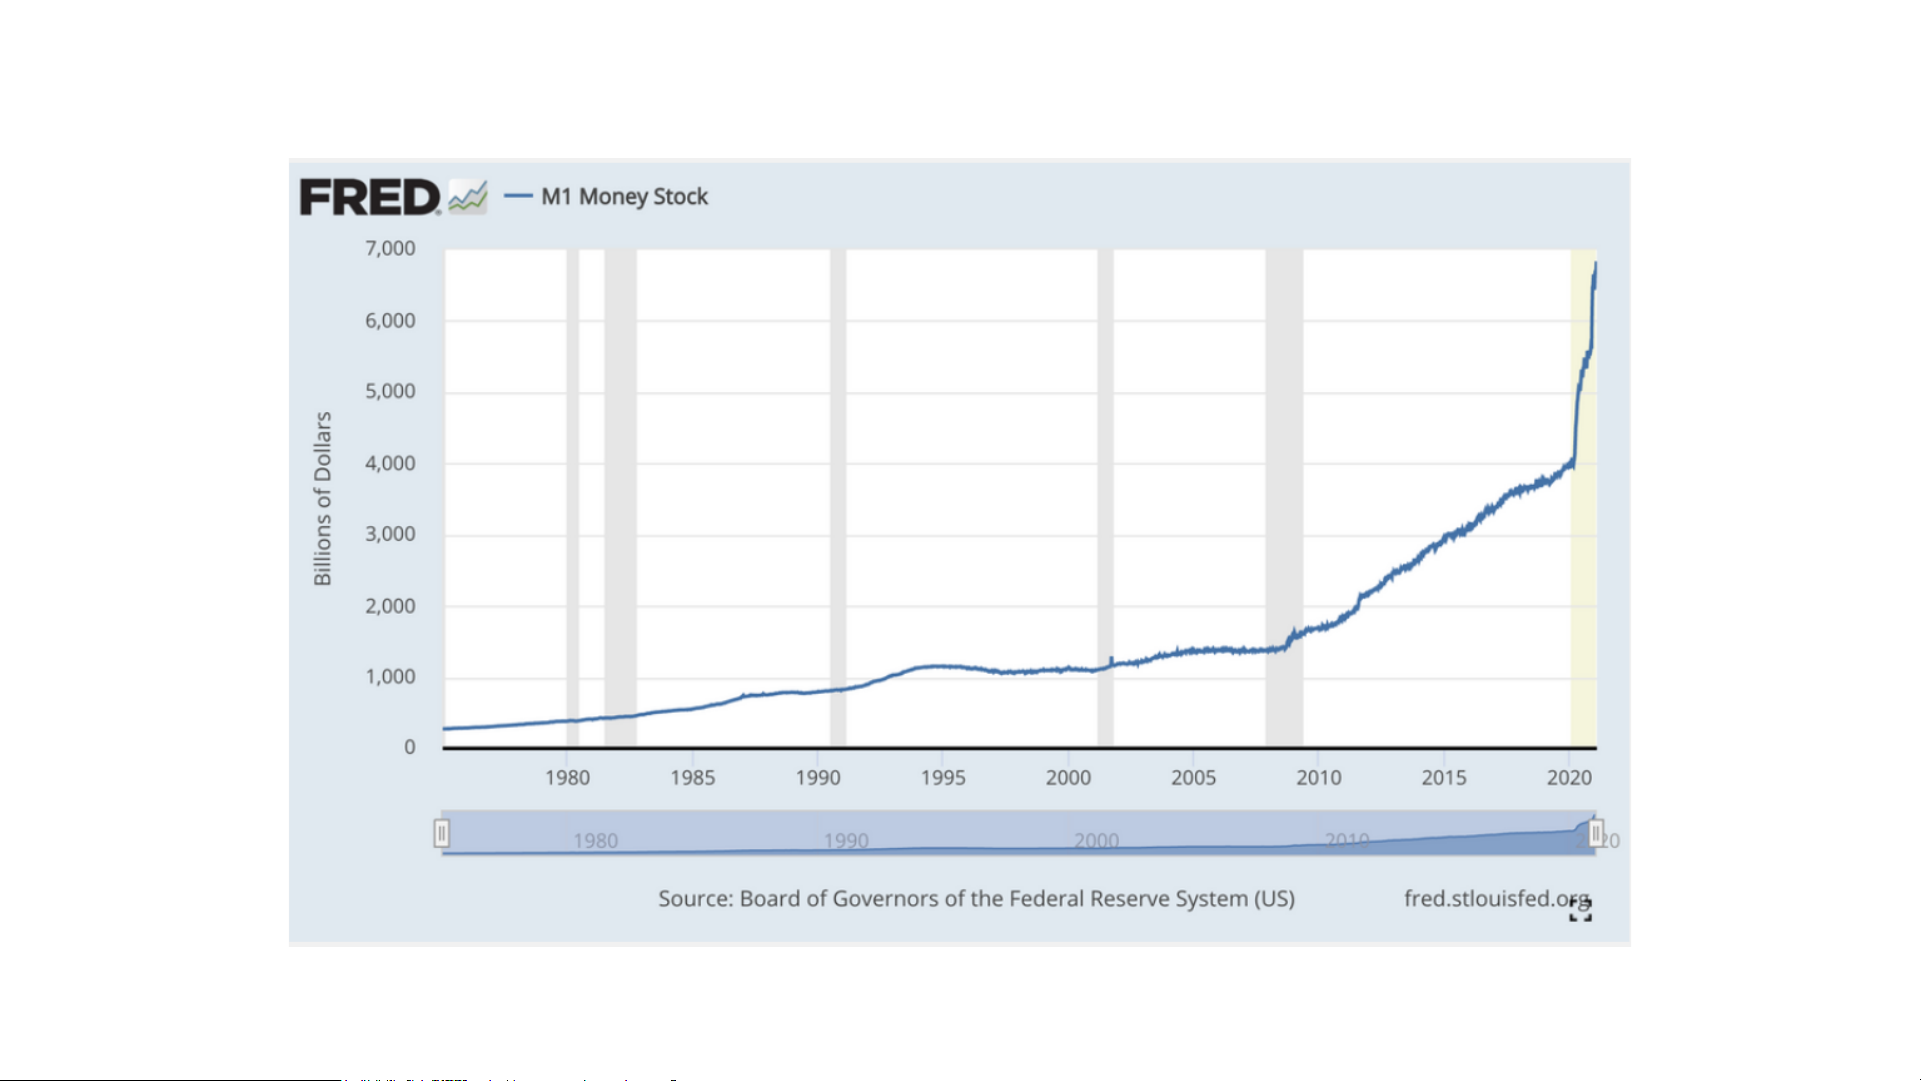 FRED M1 Money Stock
7,000
6,000
5,000
4,000
3,000
2,000
1,000
0
Billions of Dollars
1980 1985 1990 1995 2000 2005 2010 2015 2020
1980 1990 2000 2010
Source: Board of Governors of the Federal Reserve System (US) fred.stlouisfed.org